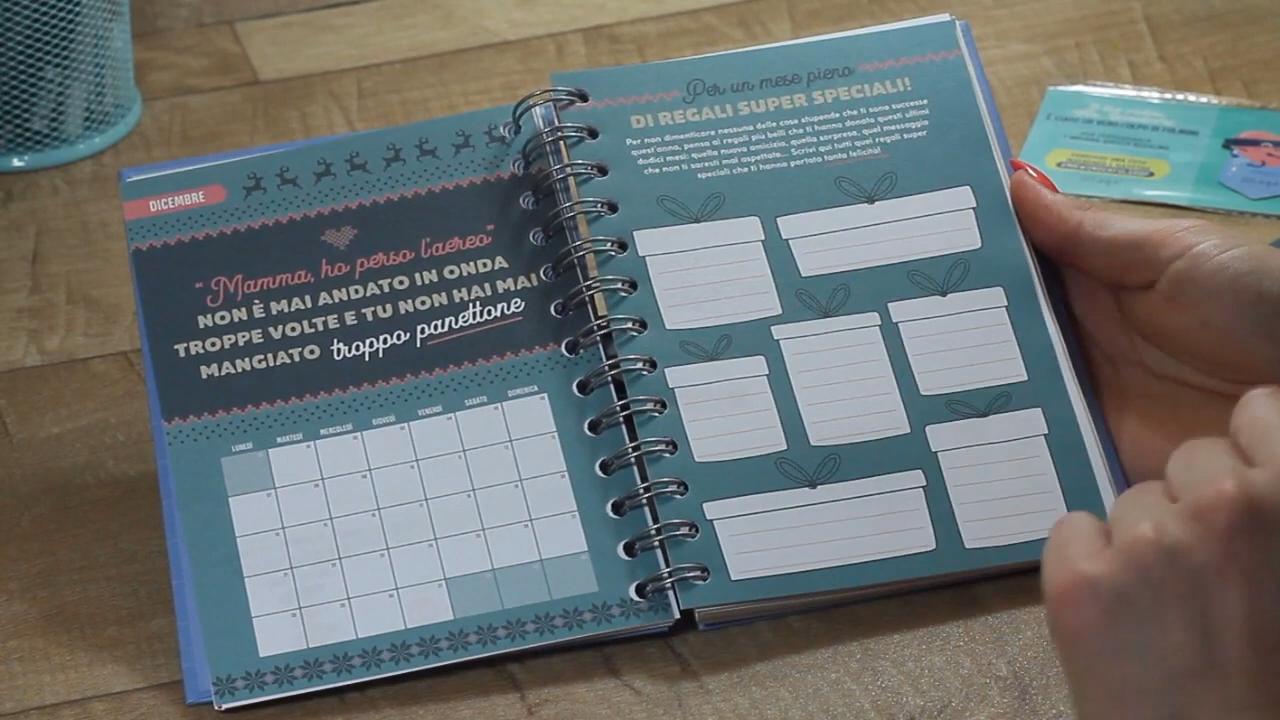 DICEMBRE
“Mamma, ho perso l'aereo”
NON È MAI ANDATO IN ONDA
TROPPE VOLTE E TU NON HAI MAI
MANGIATO troppo panettone
LUNEDÌ MARTEDÌ MERCOLEDÌ GIOVEDÌ VENERDÌ SABATO DOMENICA
Per un mese pieno
DI REGALI SUPER SPECIALI!
Per non dimenticare nessuna delle cose stupende che ti sono successe
quest'anno, pensa ai regali più belli che ti hanno donato questi ultimi
dodici mesi: quella nuova amicizia, quella sorpresa, quel messaggio
che non ti saresti mai aspettato... Scrivi qui tutti quei regali super
speciali che ti hanno portato tanta felicità!